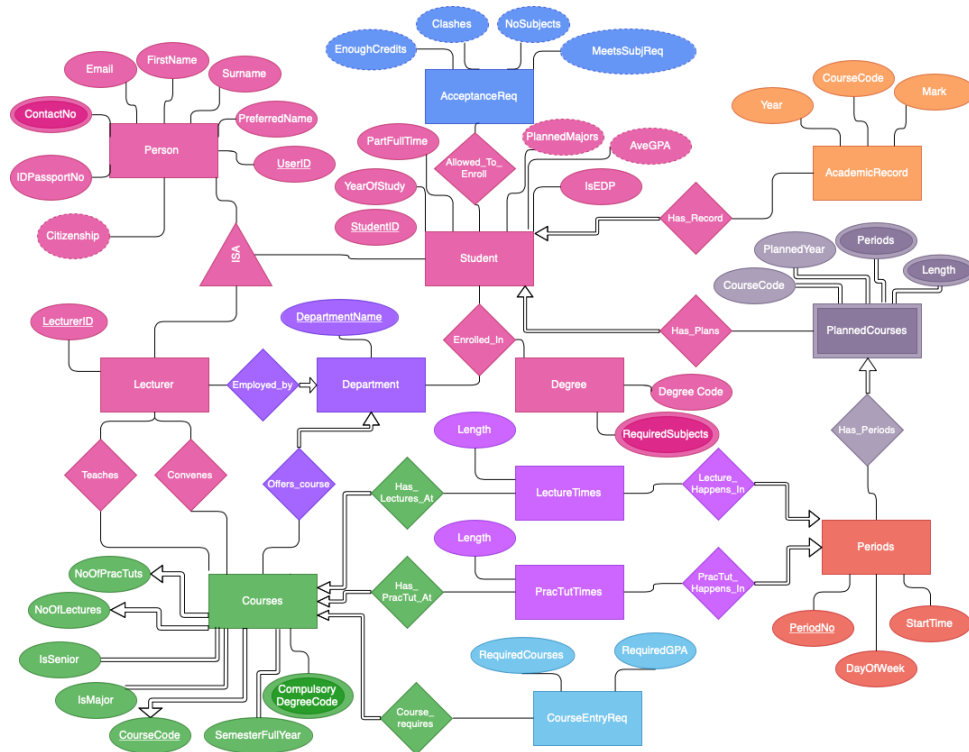 Clashes
NoSubjects
EnoughCredits
MeetsSubjReq
AcceptanceReq
FirstName
Email
Surname
ContactNo
PreferredName
Person
IDPassportNo
UserID
Citizenship
Year
CourseCode
Mark
AcademicRecord
PartFullTime
Allowed_To_
Enroll
PlannedMajors
AveGPA
YearOfStudy
IsEDP
StudentID
Has_Record
ISA
Student
PlannedYear
Periods
Length
CourseCode
PlannedCourses
LecturerID
DepartmentName
Enrolled_In
Has_Plans
Lecturer
Employed_by
Department
Degree
Degree Code
RequiredSubjects
Has_Periods
Teaches
Convenes
Offers_course
Length
Has_
Lectures_At
LectureTimes
Lecture_
Happens_In
Length
Periods
NoOfPracTuts
Courses
Has_
PracTut_At
PracTutTimes
PracTut_
Happens_In
NoOfLectures
PeriodNo
StartTime
DayOfWeek
IsSenior
IsMajor
CourseCode
SemesterFullYear
Compulsory
DegreeCode
RequiredCourses
RequiredGPA
Course_
requires
CourseEntryReq